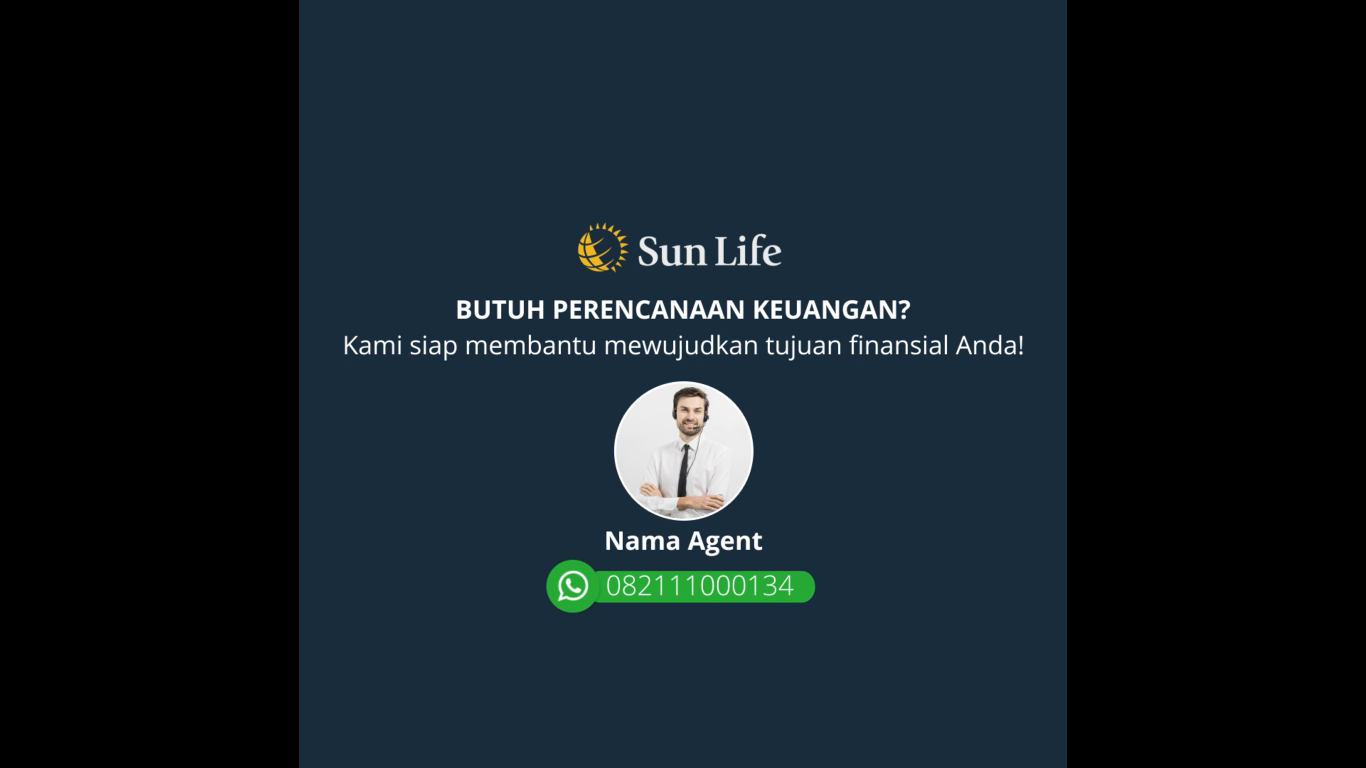 Sun Life
BUTUH PERENCANAAN KEUANGAN?
Kami siap membantu mewujudkan tujuan finansial Anda!
Nama Agent
082111000134